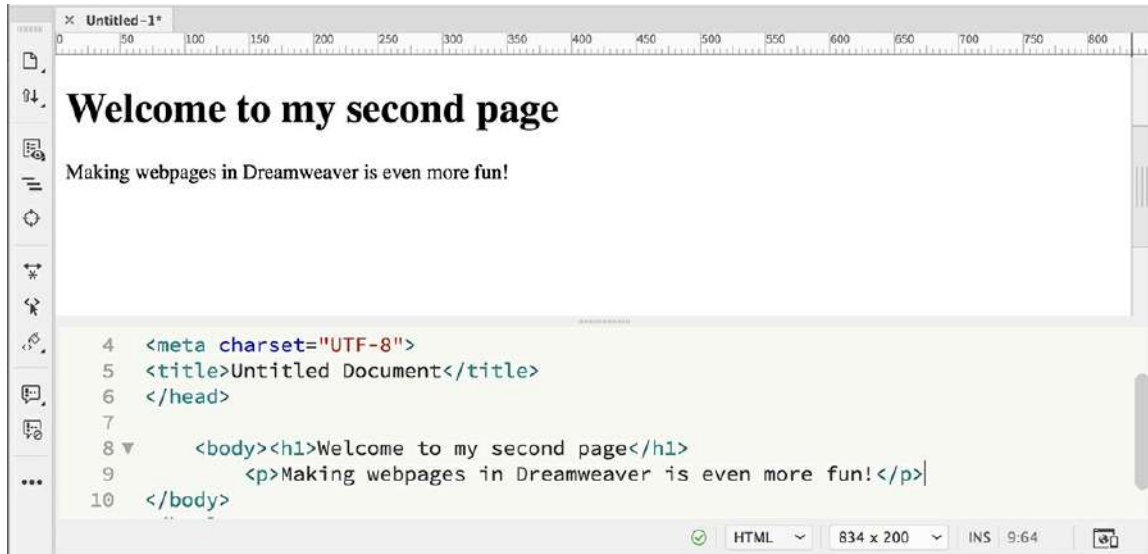 × Untitled-1*
0 50 100 150 200 250 300 350 400 450 500 550 600 650 700 750 800
Welcome to my second page
Making webpages in Dreamweaver is even more fun!
4 <meta charset="UTF-8">
5 <title>Untitled Document</title>
6 </head>
7
8 ▼ <body><h1>Welcome to my second page</h1>
9 <p>Making webpages in Dreamweaver is even more fun!</p>
10 </body>
HTML 834 x 200 INS 9:64